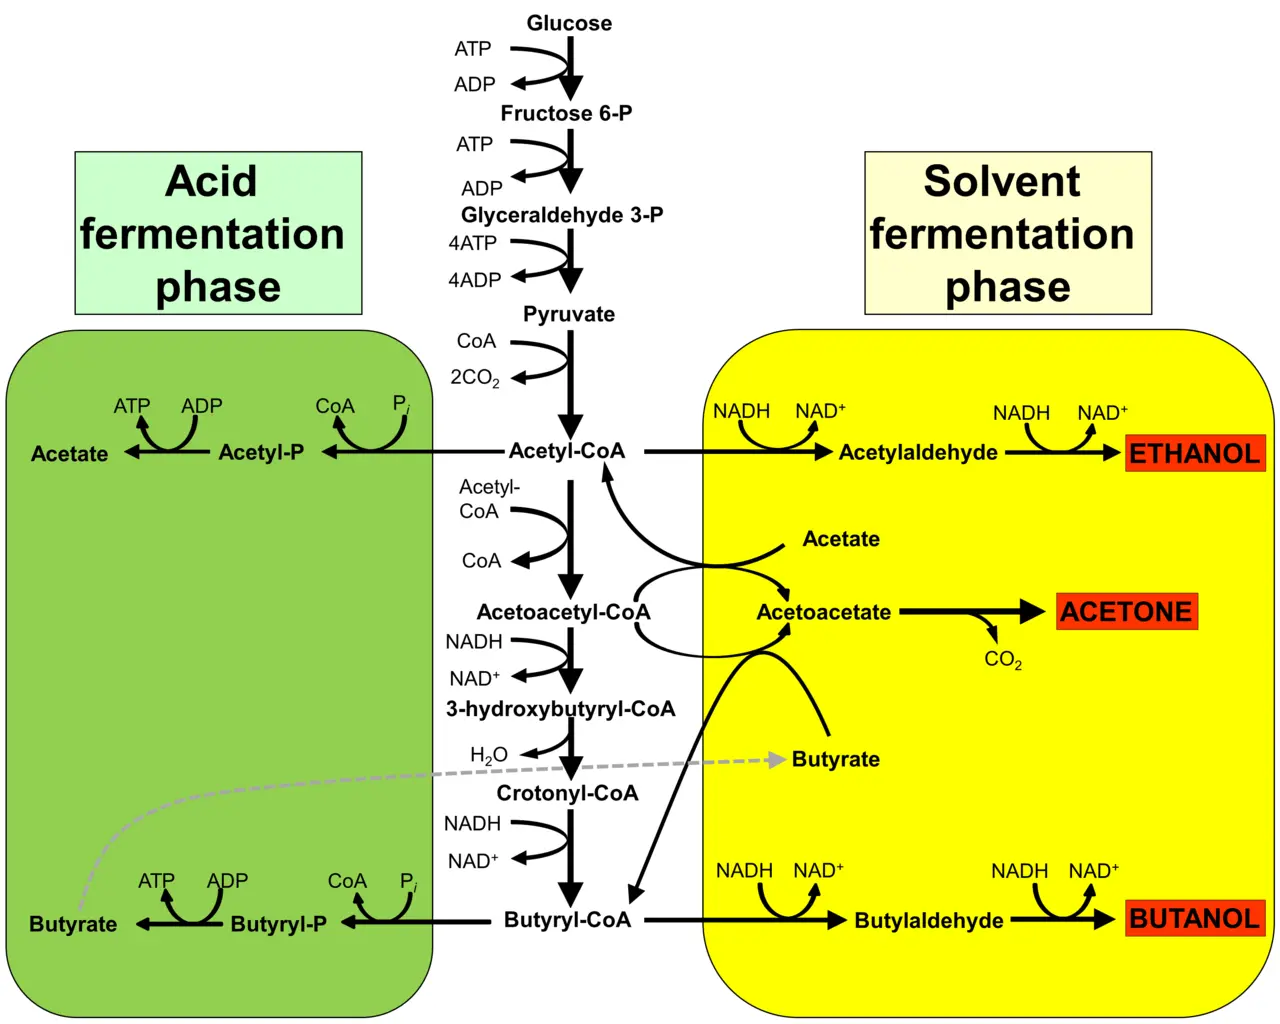 Glucose
ATP
ADP
Fructose 6-P
ATP
ADP
Glyceraldehyde 3-P
4ATP
4ADP
Pyruvate
CoA
2CO₂
Acid
fermentation
phase
Solvent
fermentation
phase
ATP ADP CoA Pᵢ
Acetate Acetyl-P Acetyl-CoA
NADH NAD⁺ NADH NAD⁺
Acetylaldehyde ETHANOL
Acetyl-
CoA
CoA
Acetate
Acetoacetyl-CoA Acetoacetate ACETONE
CO₂
NADH
NAD⁺
3-hydroxybutyryl-CoA
H₂O
Butyrate
Crotonyl-CoA
NADH
NAD⁺
ATP ADP CoA Pᵢ
Butyrate Butyryl-P Butyryl-CoA
NADH NAD⁺ NADH NAD⁺
Butylaldehyde BUTANOL